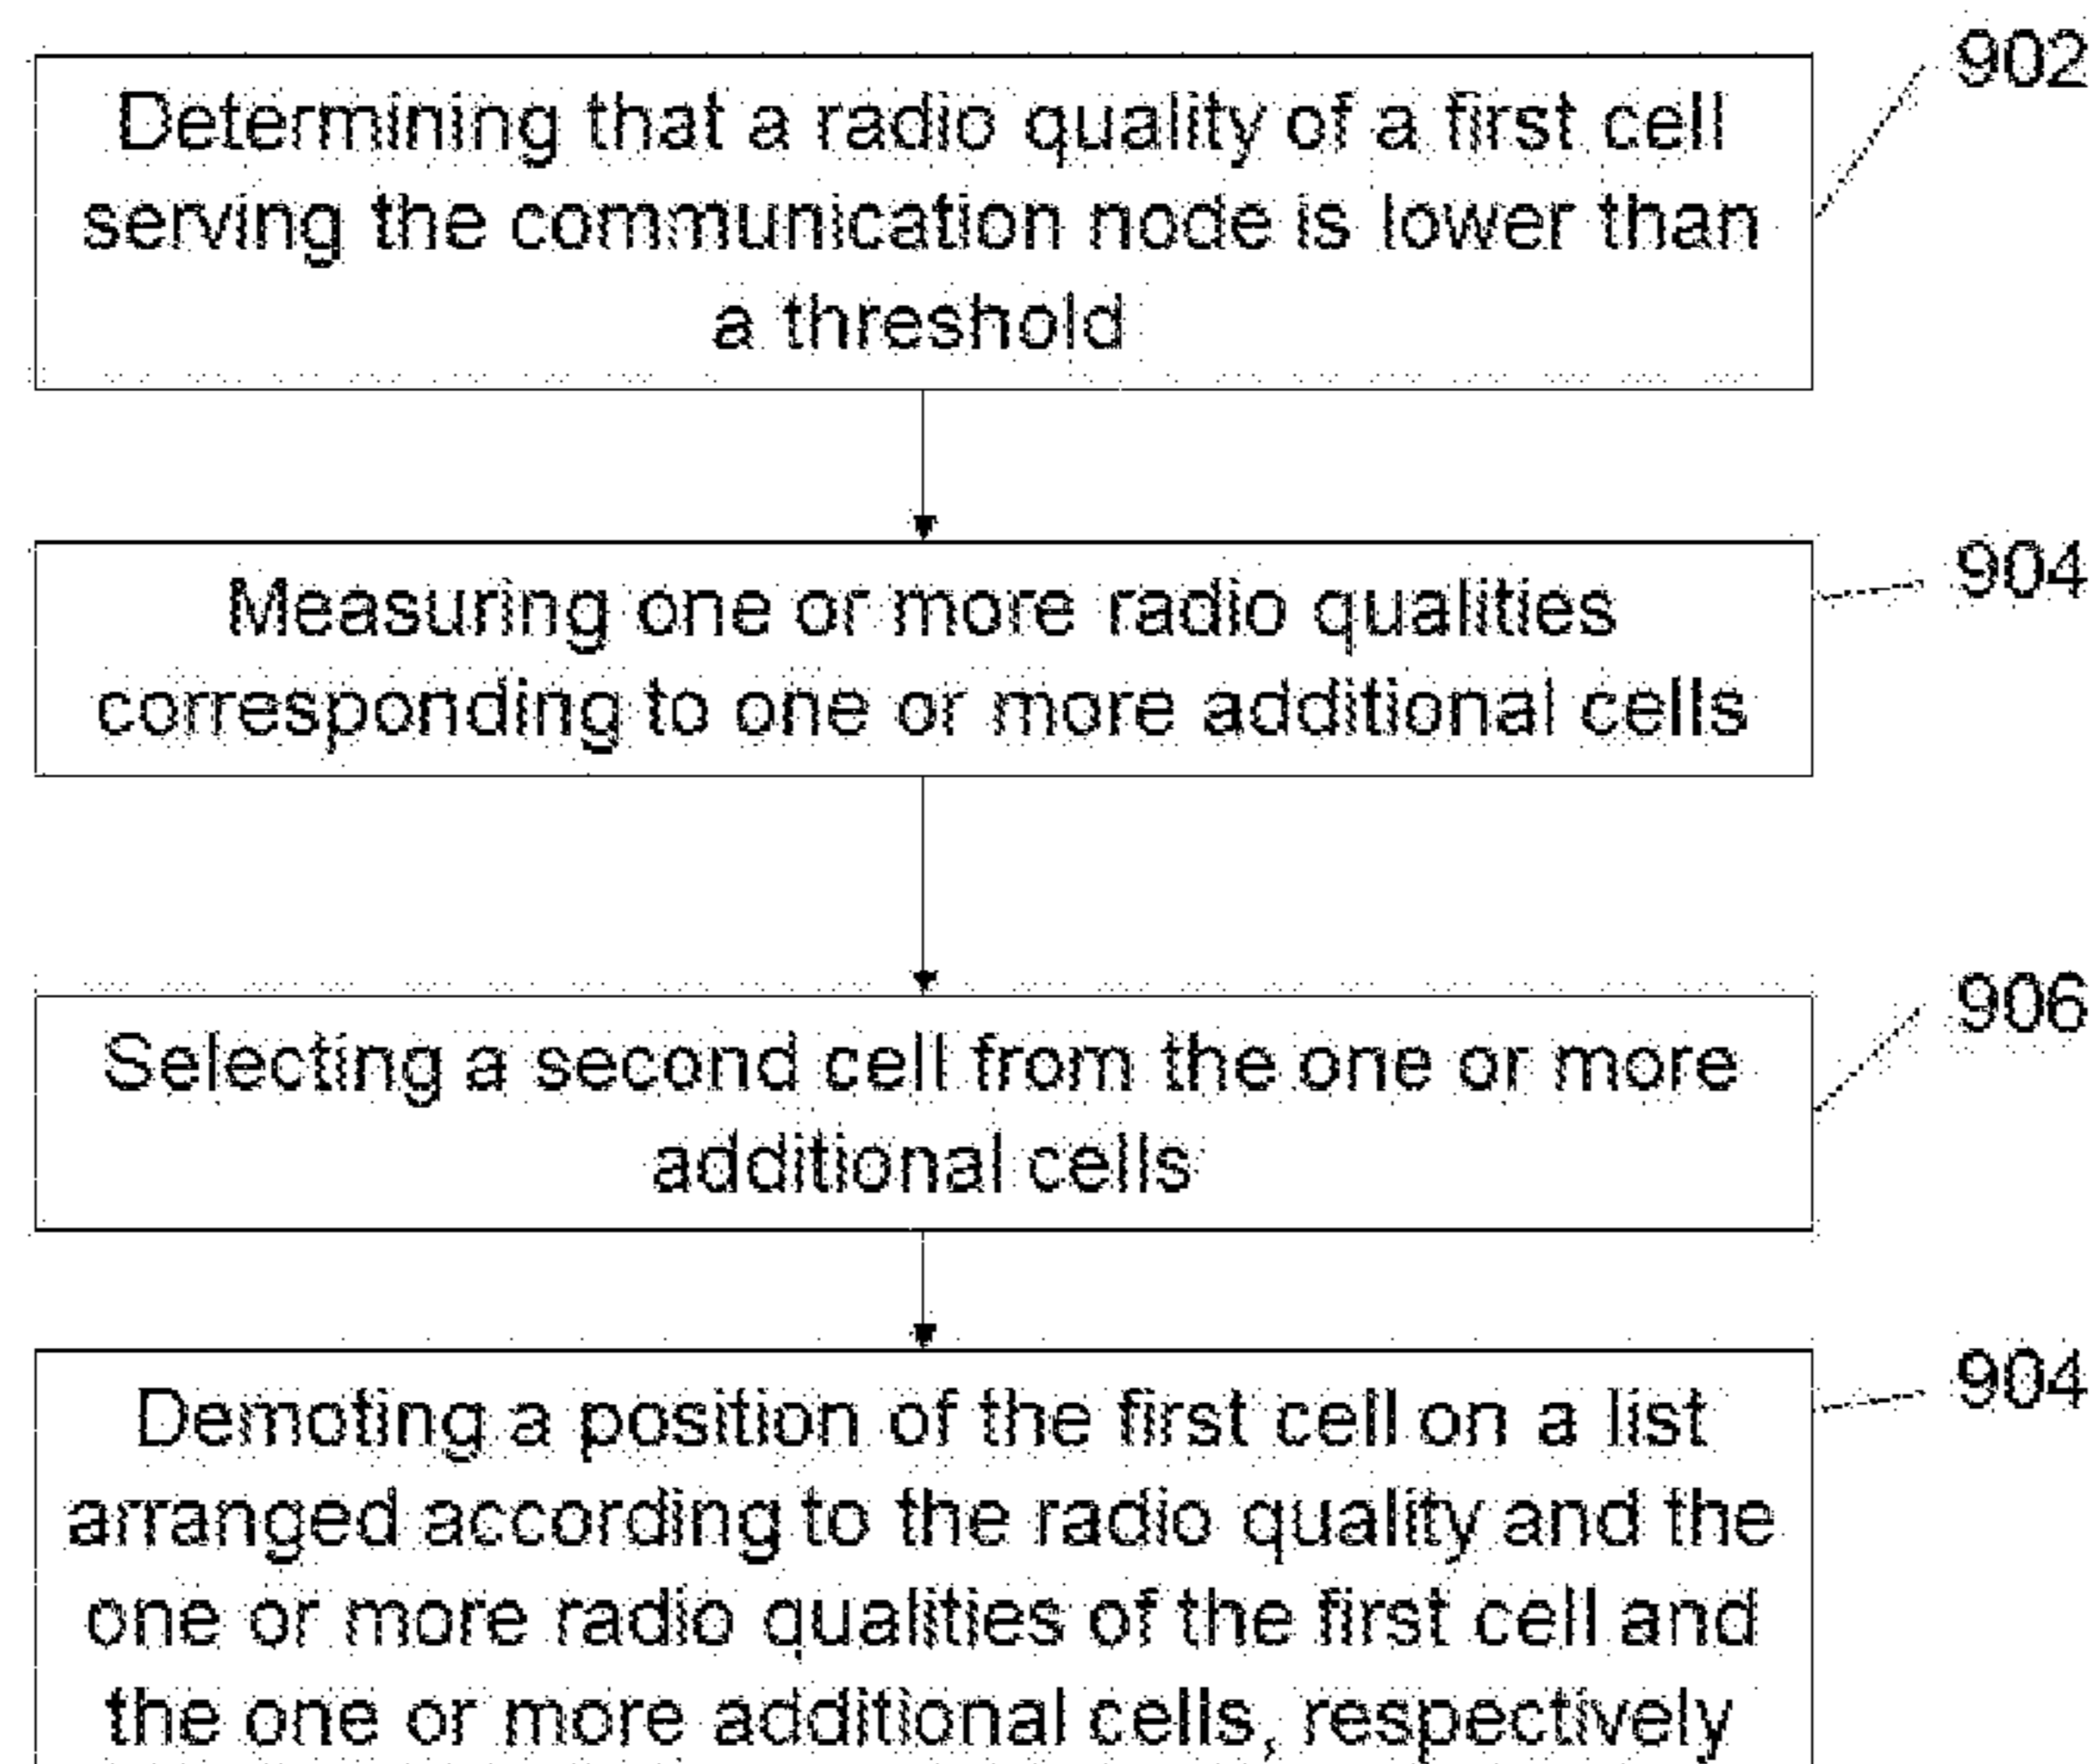 902
Determining that a radio quality of a first cell
serving the communication node is lower than
a threshold
904
Measuring one or more radio qualities
corresponding to one or more additional cells
906
Selecting a second cell from the one or more
additional cells
904
Demoting a position of the first cell on a list
arranged according to the radio quality and the
one or more radio qualities of the first cell and
the one or more additional cells, respectively